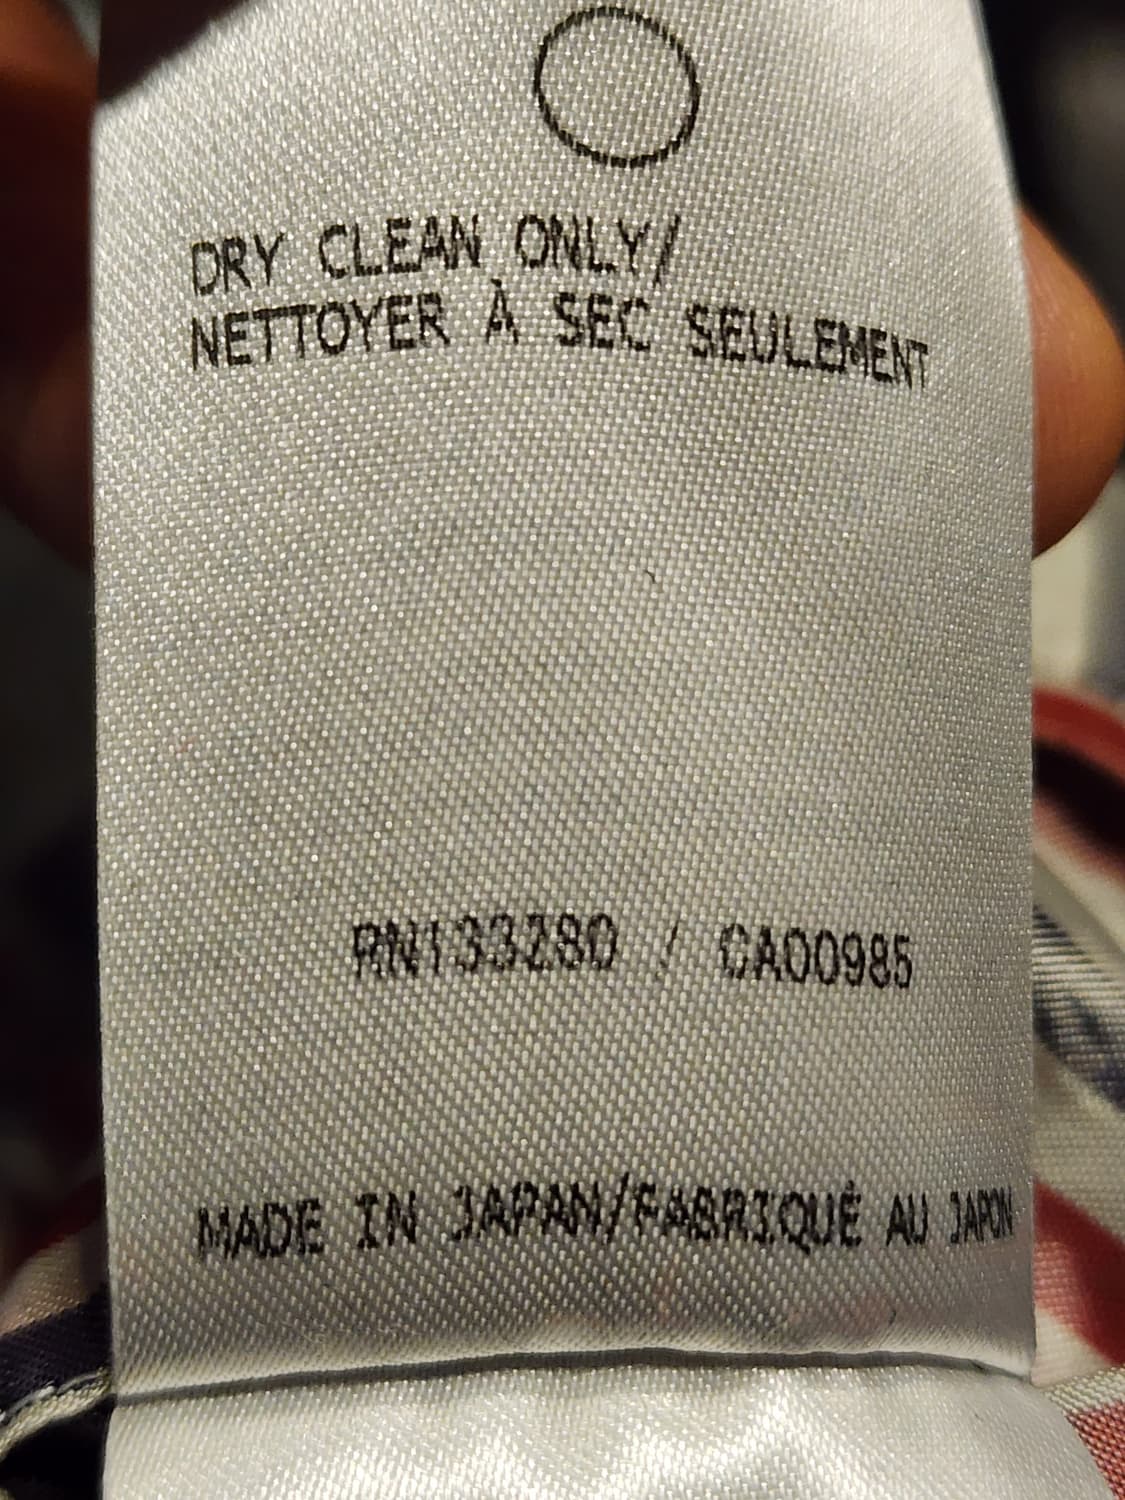 DRY CLEAN ONLY/
NETTOYER À SEC SEULEMENT
RN133280 / CA00985
MADE IN JAPAN/FABRIQUÉ AU JAPON